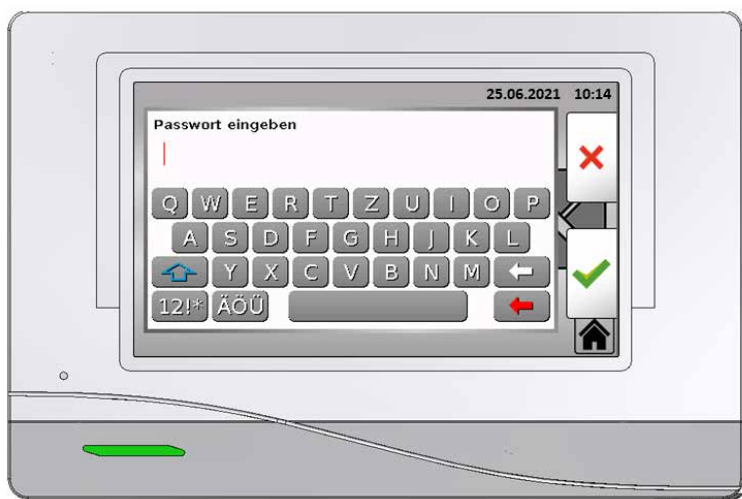 25.06.2021 10:14
Passwort eingeben
Q W E R T Z U I O P
A S D F G H J K L
Y X C V B N M
12!* ÄÖÜ